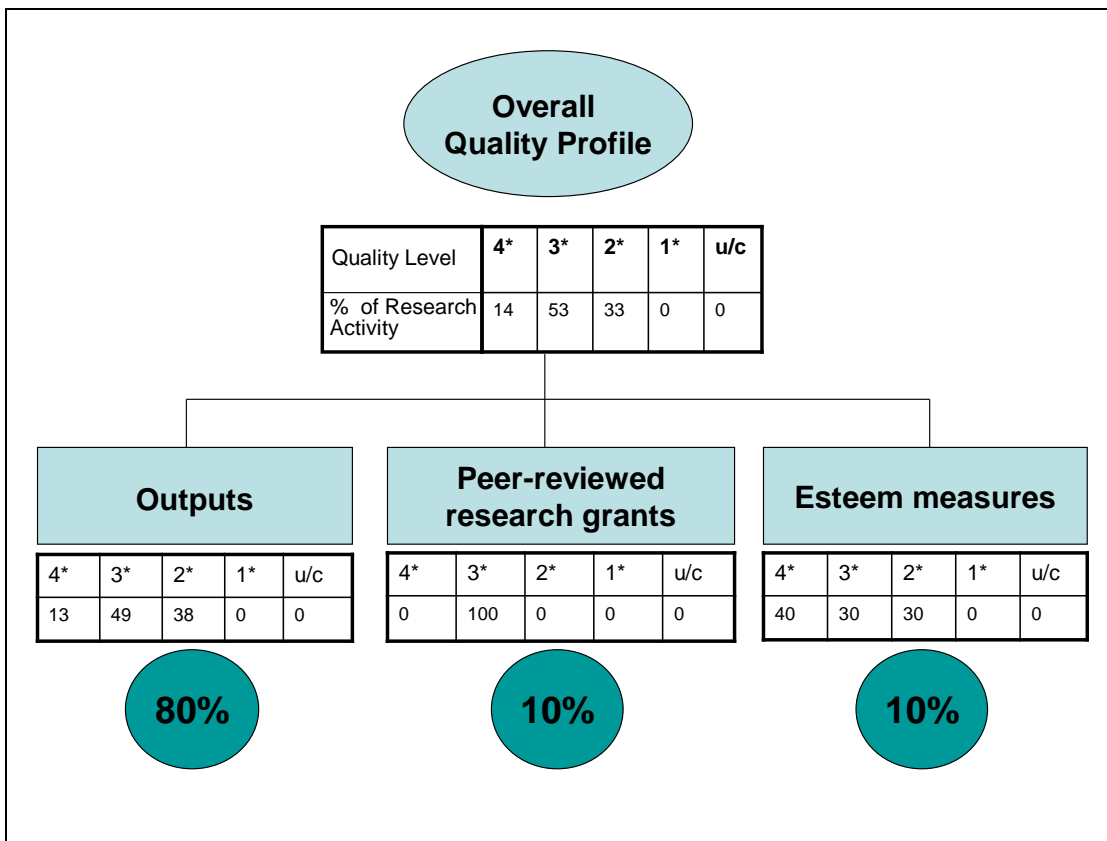 Overall
Quality Profile
Quality Level 4* 3* 2* 1* u/c
% of Research
Activity 14 53 33 0 0
Outputs
4* 3* 2* 1* u/c
13 49 38 0 0
80%
Peer-reviewed
research grants
4* 3* 2* 1* u/c
0 100 0 0 0
10%
Esteem measures
4* 3* 2* 1* u/c
40 30 30 0 0
10%